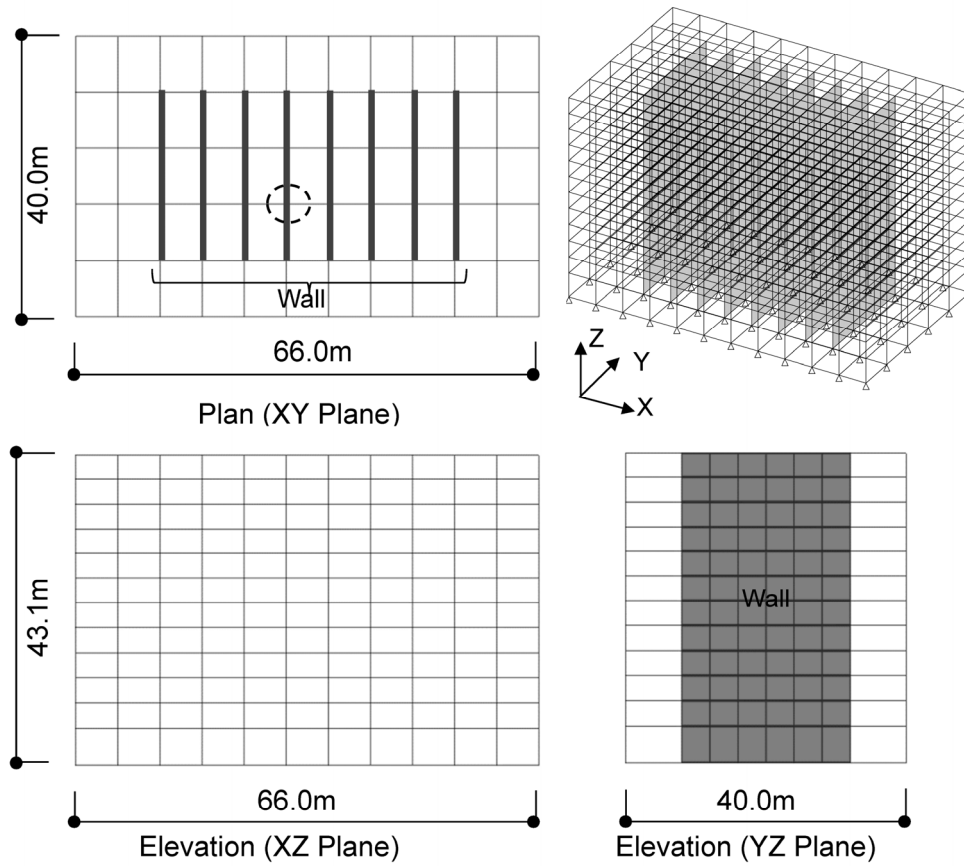 40.0m
Wall
66.0m
Plan (XY Plane)
Z
Y
X
43.1m
66.0m
Elevation (XZ Plane)
Wall
40.0m
Elevation (YZ Plane)